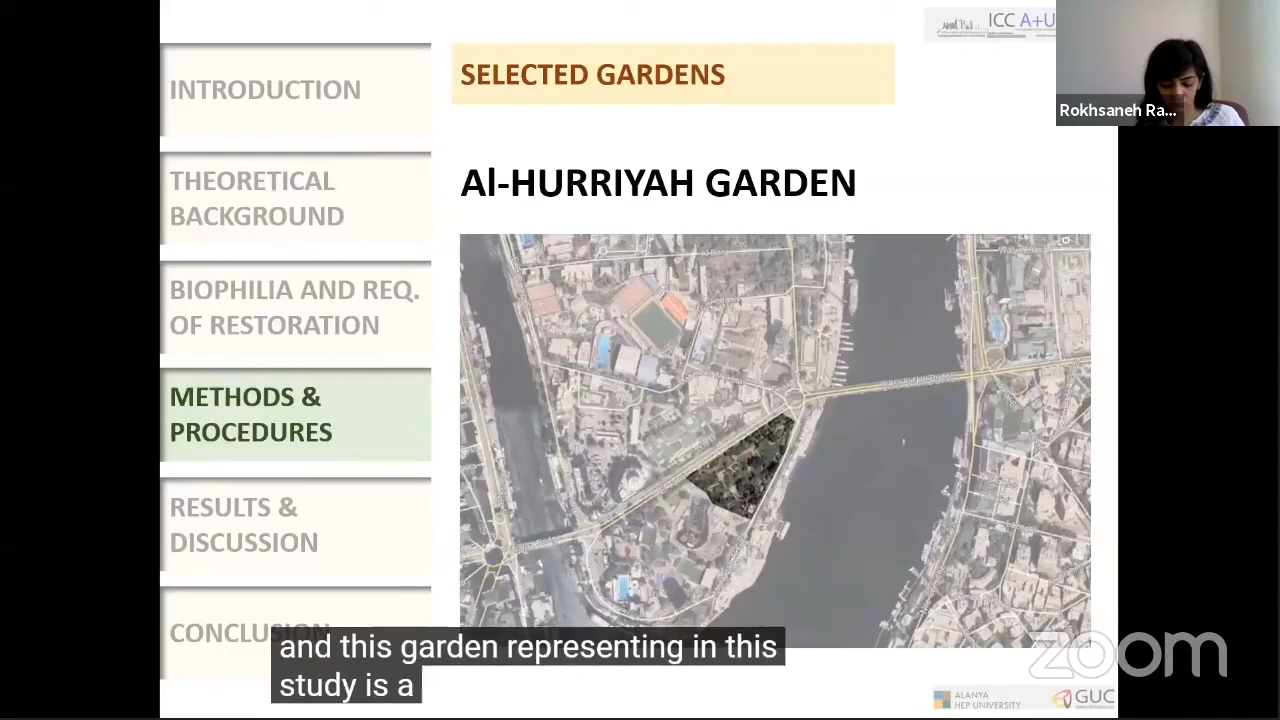 ICC A+U
SELECTED GARDENS
Rokhsaneh Ra...
INTRODUCTION
THEORETICAL
BACKGROUND
BIOPHILIA AND REQ.
OF RESTORATION
METHODS &
PROCEDURES
RESULTS &
DISCUSSION
CONCLUSION
Al-HURRIYAH GARDEN
and this garden representing in this
study is a
zoom
ALANYA
HEP UNIVERSITY
GUC